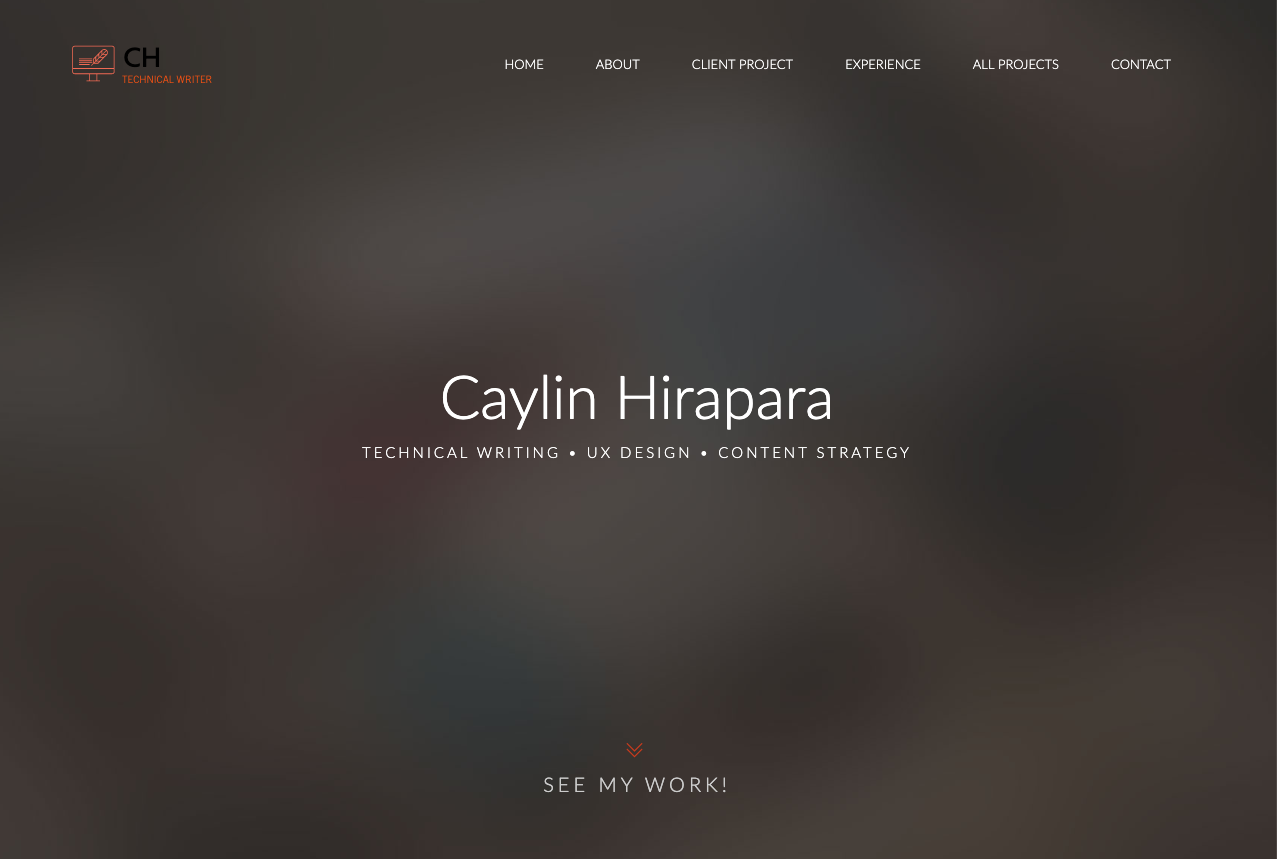 CH
TECHNICAL WRITER
HOME ABOUT CLIENT PROJECT EXPERIENCE ALL PROJECTS CONTACT
Caylin Hirapara
TECHNICAL WRITING • UX DESIGN • CONTENT STRATEGY
SEE MY WORK!